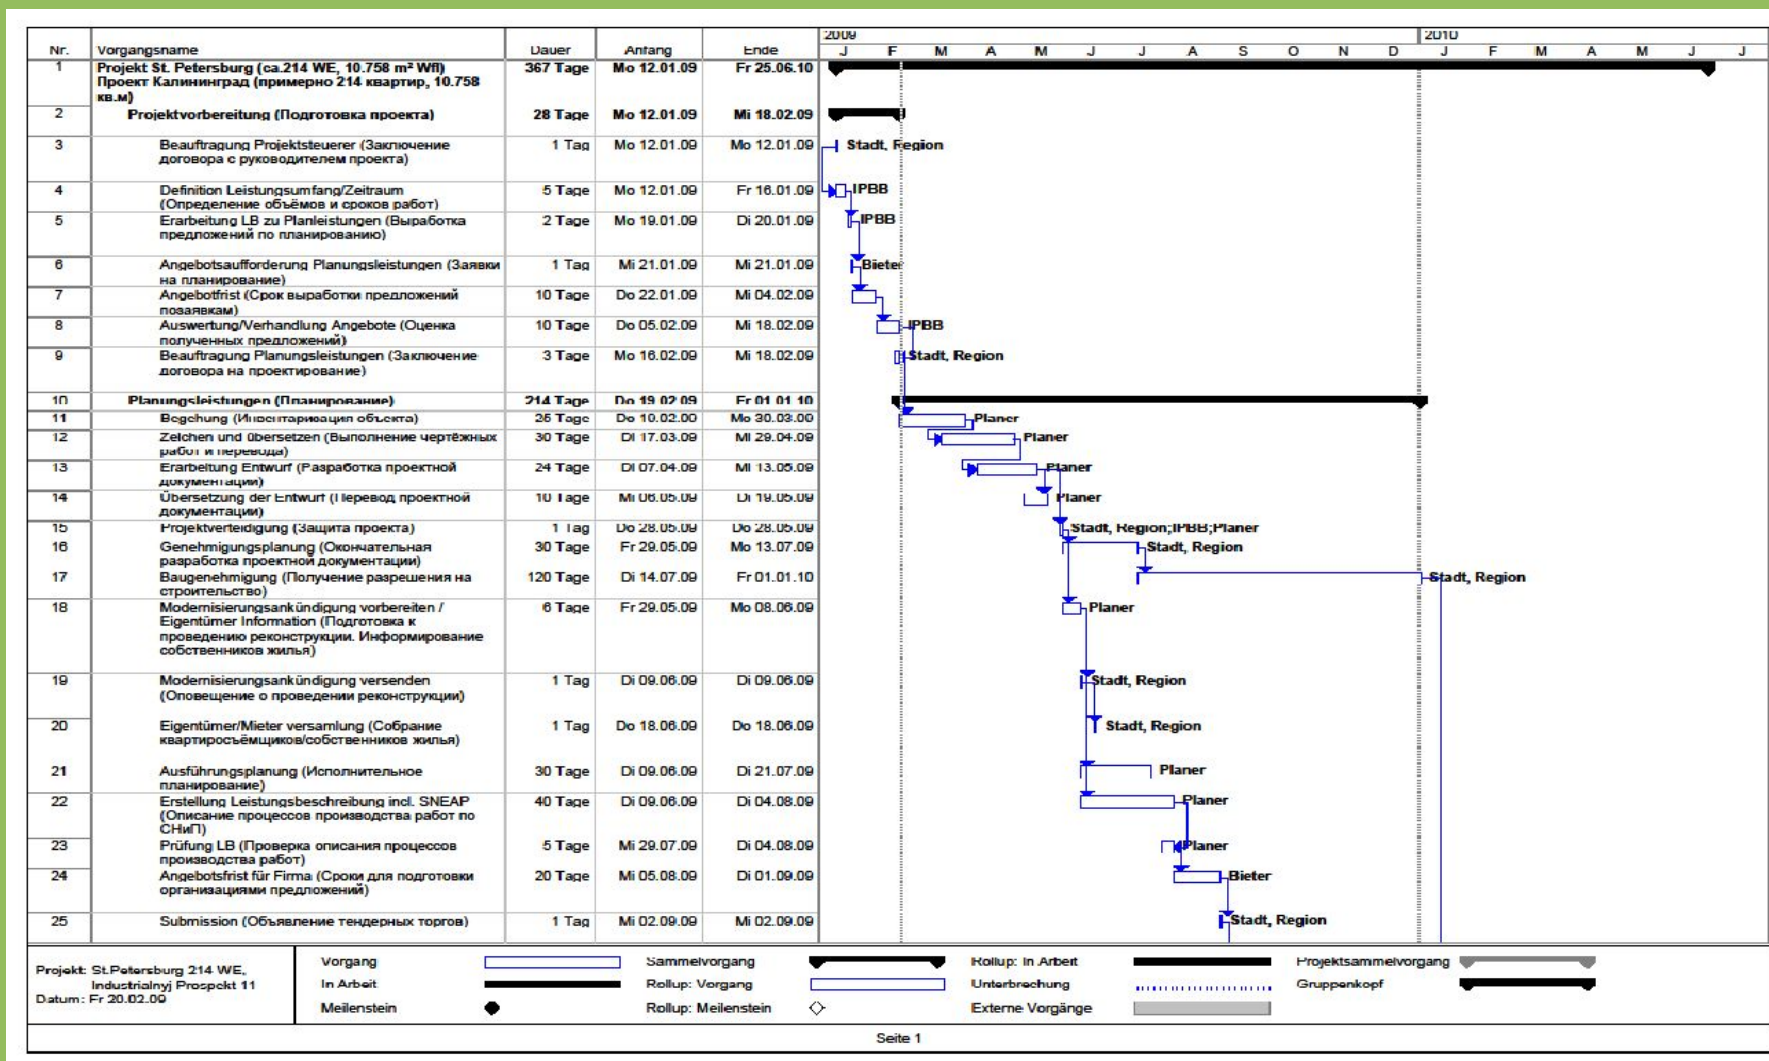 2009 2010
Nr. Vorgangsname Dauer Anfang Ende J F M A M J J A S O N D J F M A M J J
1 Projekt St. Petersburg (ca.214 WE, 10.758 m² Wfl) 367 Tage Mo 12.01.09 Fr 25.06.10
Проект Калининград (примерно 214 квартир, 10.758
кв.м)
2 Projektvorbereitung (Подготовка проекта) 28 Tage Mo 12.01.09 Mi 18.02.09
3 Beauftragung Projektsteuerer (Заключение 1 Tag Mo 12.01.09 Mo 12.01.09 Stadt, Region
договора с руководителем проекта)
4 Definition Leistungsumfang/Zeitraum 5 Tage Mo 12.01.09 Fr 16.01.09 IPBB
(Определение объёмов и сроков работ)
5 Erarbeitung LB zu Planleistungen (Выработка 2 Tage Mo 19.01.09 Di 20.01.09 IPBB
предложений по планированию)
6 Angebotsaufforderung Planungsleistungen (Заявки 1 Tag Mi 21.01.09 Mi 21.01.09 Bieter
на планирование)
7 Angebotfrist (Срок выработки предложений 10 Tage Do 22.01.09 Mi 04.02.09
позаявкам)
8 Auswertung/Verhandlung Angebote (Оценка 10 Tage Do 05.02.09 Mi 18.02.09 IPBB
полученных предложений)
9 Beauftragung Planungsleistungen (Заключение 3 Tage Mo 16.02.09 Mi 18.02.09 Stadt, Region
договора на проектирование)
10 Planungsleistungen (Планирование) 214 Tage Do 19.02.09 Fr 01.01.10
11 Begehung (Инвентаризация объекта) Planer
12 Zeichen und übersetzen (Выполнение чертёжных 30 Tage Di 17.03.09 Mi 29.04.09 Planer
работ и перевода)
13 Erarbeitung Entwurf (Разработка проектной 24 Tage Di 07.04.09 Mi 13.05.09 Planer
документации)
14 Übersetzung der Entwurf (Перевод проектной 10 Tage Mi 06.05.09 Di 19.05.09 Planer
документации)
15 Projektverteidigung (Защита проекта) 1 Tag Do 28.05.09 Do 28.05.09 Stadt, Region;IPBB;Planer
16 Genehmigungsplanung (Окончательная 30 Tage Fr 29.05.09 Mo 13.07.09 Stadt, Region
разработка проектной документации)
17 Baugenehmigung (Получение разрешения на 120 Tage Di 14.07.09 Fr 01.01.10 Stadt, Region
строительство)
18 Modernisierungsankündigung vorbereiten / 6 Tage Fr 29.05.09 Mo 08.06.09 Planer
Eigentümer Information (Подготовка к
проведению реконструкции. Информирование
собственников жилья)
19 Modernisierungsankündigung versenden 1 Tag Di 09.06.09 Di 09.06.09 Stadt, Region
(Оповещение о проведении реконструкции)
20 Eigentümer/Mieter versamlung (Собрание 1 Tag Do 18.06.09 Do 18.06.09 Stadt, Region
квартиросъёмщиков/собственников жилья)
21 Ausführungsplanung (Исполнительное 30 Tage Di 09.06.09 Di 21.07.09 Planer
планирование)
22 Erstellung Leistungsbeschreibung incl. SNEAP 40 Tage Di 09.06.09 Di 04.08.09 Planer
(Описание процессов производства работ по
СНиП)
23 Prüfung LB (Проверка описания процессов 5 Tage Mi 29.07.09 Di 04.08.09 Planer
производства работ)
24 Angebotsfrist für Firma (Сроки для подготовки 20 Tage Mi 05.08.09 Di 01.09.09 Bieter
организациями предложений)
25 Submission (Объявление тендерных торгов) 1 Tag Mi 02.09.09 Mi 02.09.09 Stadt, Region
Projekt: St.Petersburg 214 WE,
Industrialnyj Prospekt 11
Datum: Fr 20.02.09
Vorgang Sammelvorgang Rollup: In Arbeit Projektsammelvorgang
In Arbeit Rollup: Vorgang Unterbrechung Gruppenkopf
Meilenstein Rollup: Meilenstein Externe Vorgänge
Seite 1